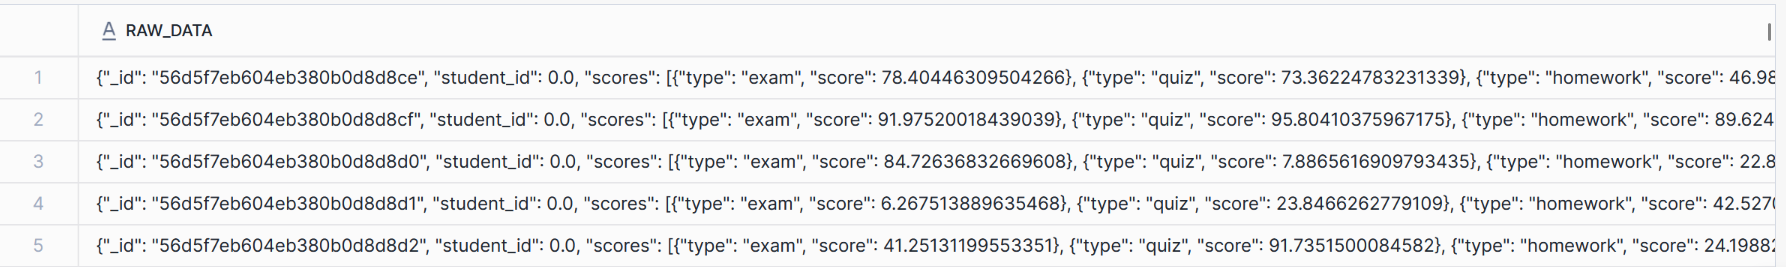 A RAW_DATA
1 {"_id": "56d5f7eb604eb380b0d8d8ce", "student_id": 0.0, "scores": [{"type": "exam", "score": 78.40446309504266}, {"type": "quiz", "score": 73.36224783231339}, {"type": "homework", "score": 46.98
2 {"_id": "56d5f7eb604eb380b0d8d8cf", "student_id": 0.0, "scores": [{"type": "exam", "score": 91.97520018439039}, {"type": "quiz", "score": 95.80410375967175}, {"type": "homework", "score": 89.624
3 {"_id": "56d5f7eb604eb380b0d8d8d0", "student_id": 0.0, "scores": [{"type": "exam", "score": 84.72636832669608}, {"type": "quiz", "score": 7.8865616909793435}, {"type": "homework", "score": 22.8
4 {"_id": "56d5f7eb604eb380b0d8d8d1", "student_id": 0.0, "scores": [{"type": "exam", "score": 6.267513889635468}, {"type": "quiz", "score": 23.8466262779109}, {"type": "homework", "score": 42.527
5 {"_id": "56d5f7eb604eb380b0d8d8d2", "student_id": 0.0, "scores": [{"type": "exam", "score": 41.25131199553351}, {"type": "quiz", "score": 91.7351500084582}, {"type": "homework", "score": 24.1988